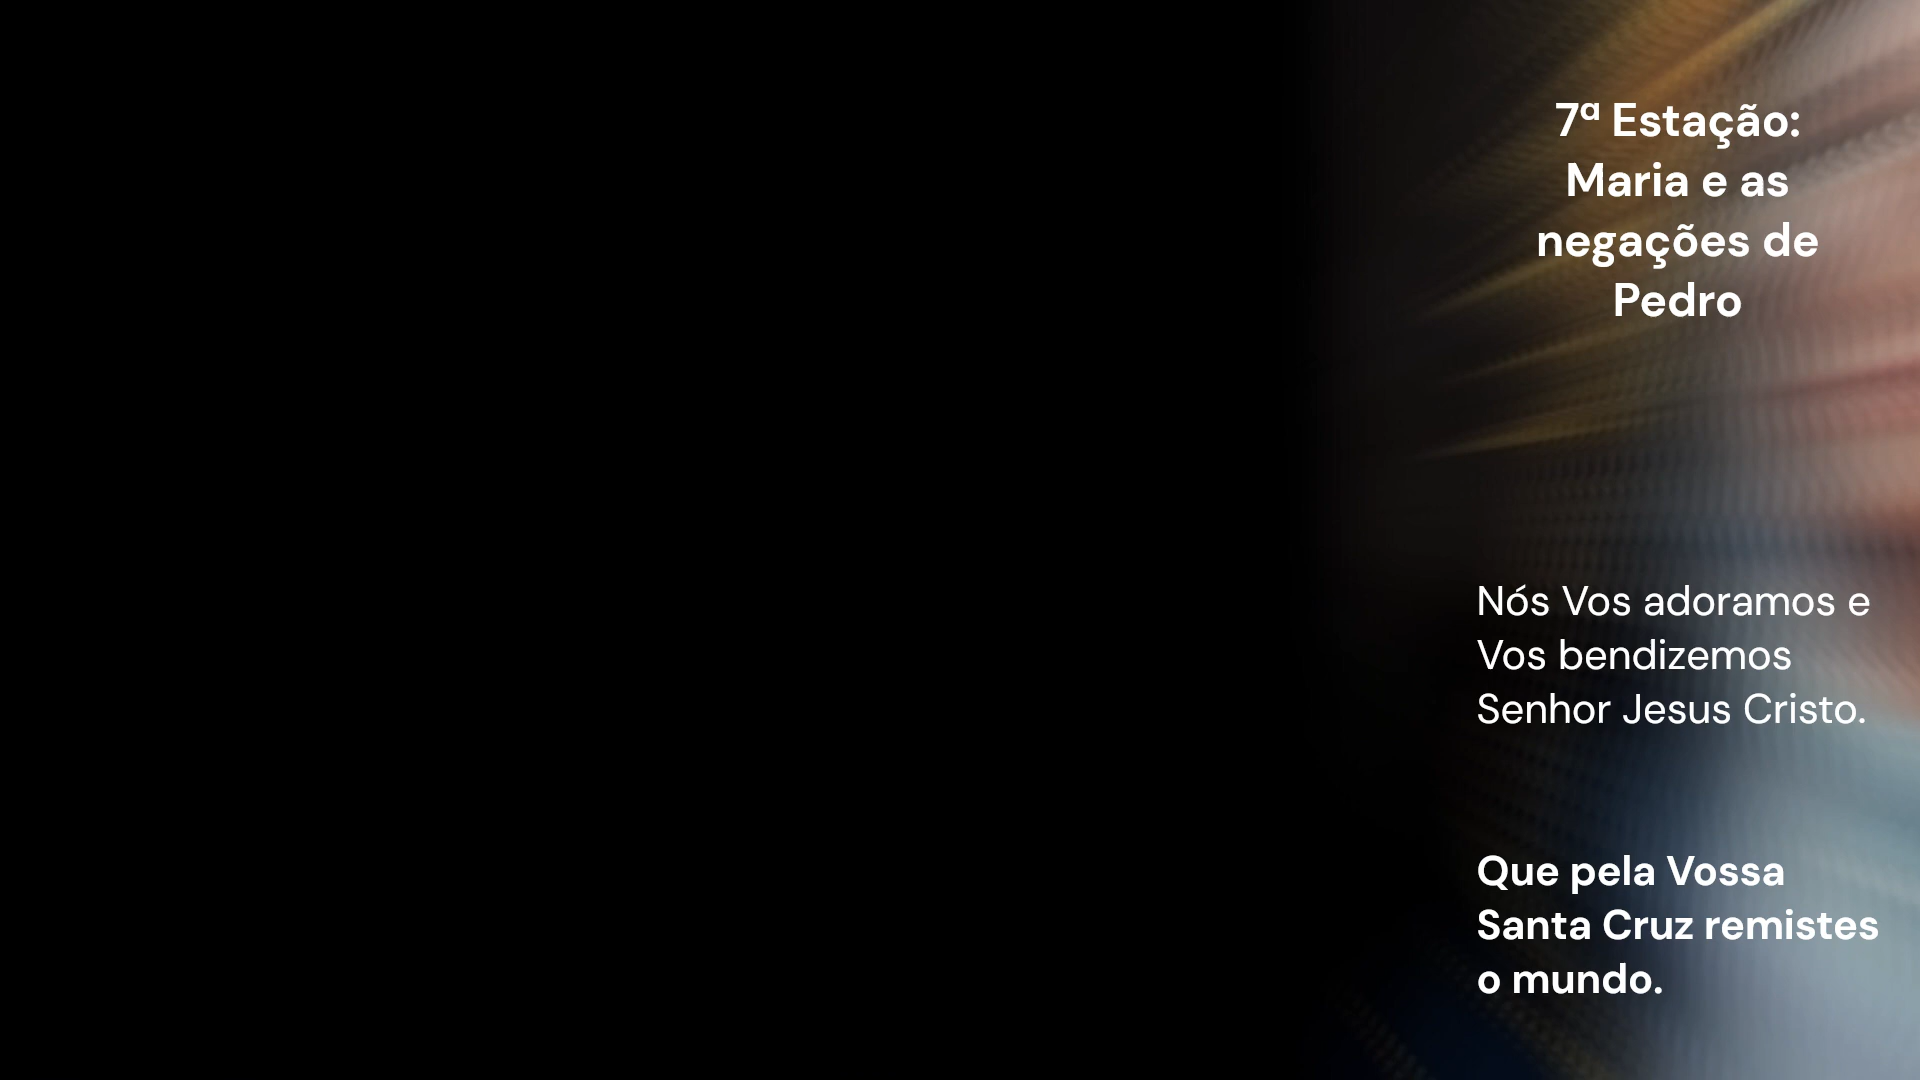 7ª Estação:
Maria e as
negações de
Pedro
Nós Vos adoramos e
Vos bendizemos
Senhor Jesus Cristo.
Que pela Vossa
Santa Cruz remistes
o mundo.